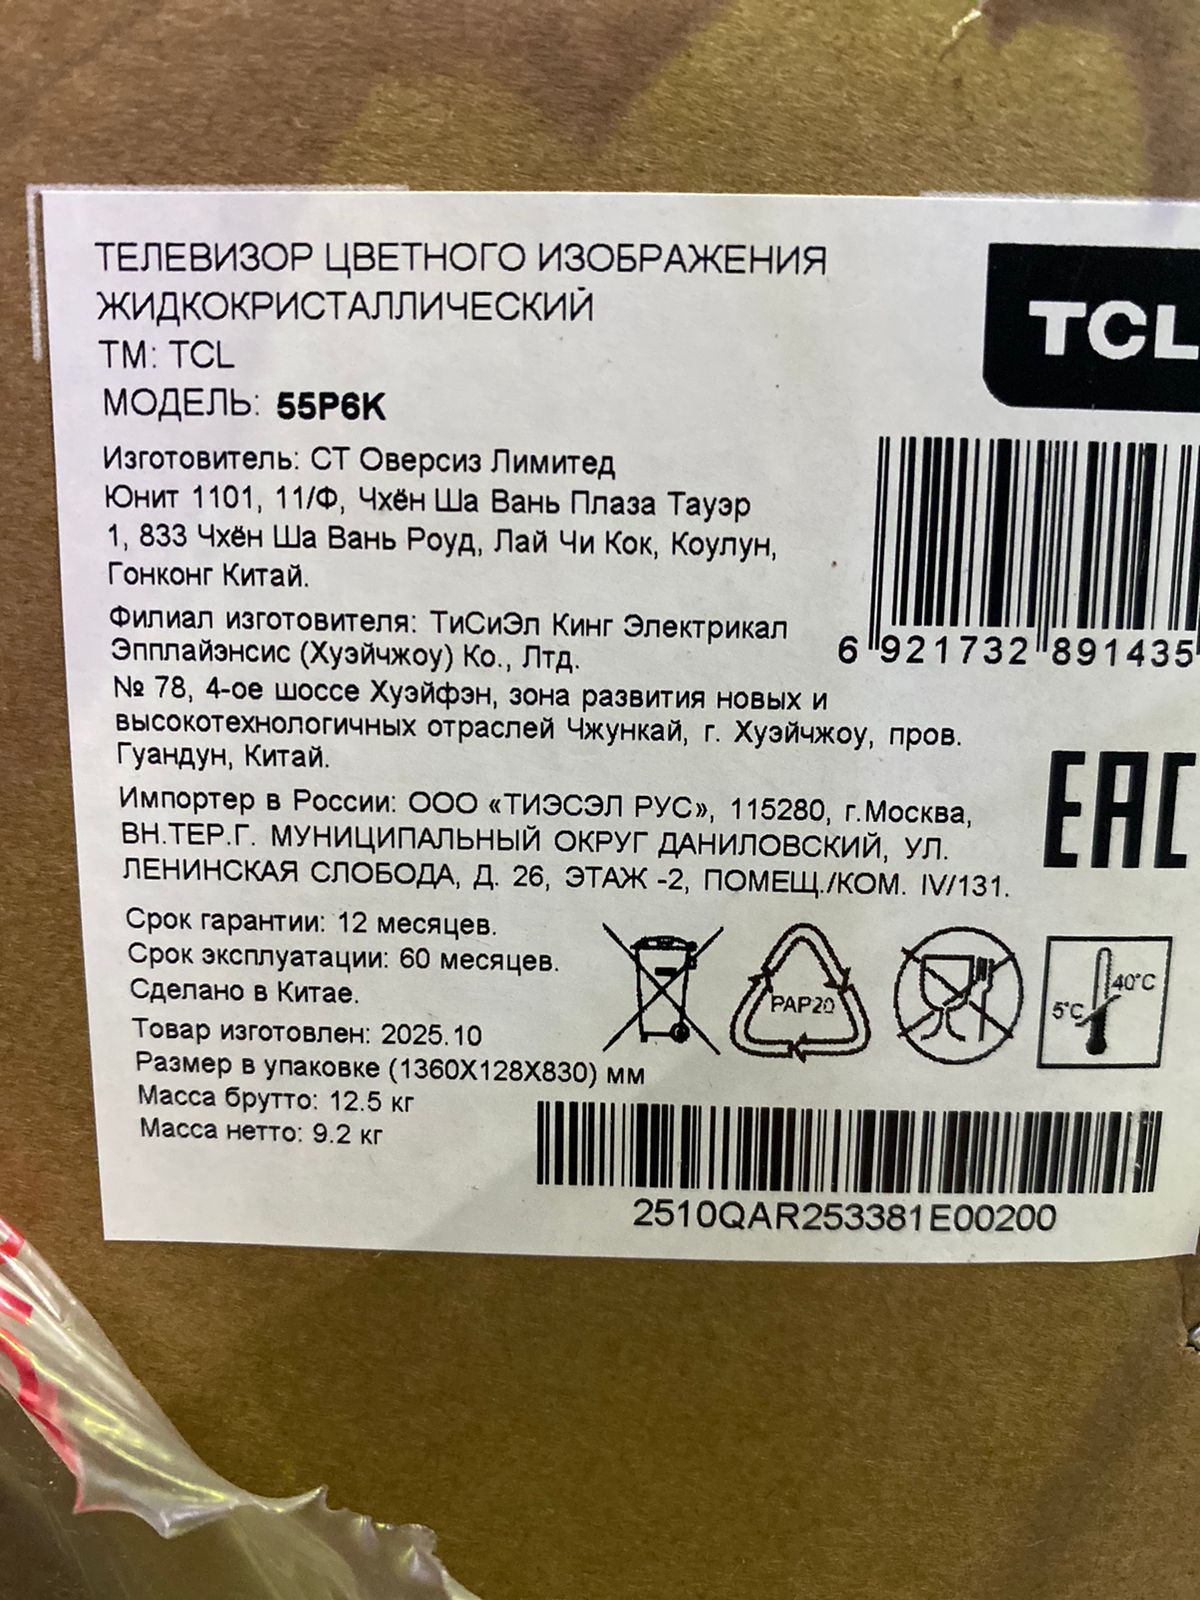 ТЕЛЕВИЗОР ЦВЕТНОГО ИЗОБРАЖЕНИЯ
ЖИДКОКРИСТАЛЛИЧЕСКИЙ
ТМ: TCL
МОДЕЛЬ: 55P6K
TCL
Изготовитель: СТ Оверсиз Лимитед
Юнит 1101, 11/Ф, Чхён Ша Вань Плаза Тауэр
1, 833 Чхён Ша Вань Роуд, Лай Чи Кок, Коулун,
Гонконг Китай.
Филиал изготовителя: ТиСиЭл Кинг Электрикал
Эпплайэнсис (Хуэйчжоу) Ко., Лтд.
№ 78, 4-ое шоссе Хуэйфэн, зона развития новых и
высокотехнологичных отраслей Чжункай, г. Хуэйчжоу, пров.
Гуандун, Китай.
6 921732 891435
EAC
Импортер в России: ООО «ТИЭСЭЛ РУС», 115280, г.Москва,
ВН.ТЕР.Г. МУНИЦИПАЛЬНЫЙ ОКРУГ ДАНИЛОВСКИЙ, УЛ.
ЛЕНИНСКАЯ СЛОБОДА, Д. 26, ЭТАЖ -2, ПОМЕЩ./КОМ. IV/131.
Срок гарантии: 12 месяцев.
Срок эксплуатации: 60 месяцев.
Сделано в Китае.
Товар изготовлен: 2025.10
Размер в упаковке (1360X128X830) мм
Масса брутто: 12.5 кг
Масса нетто: 9.2 кг
PAP20
40°C
5°C
2510QAR253381E00200